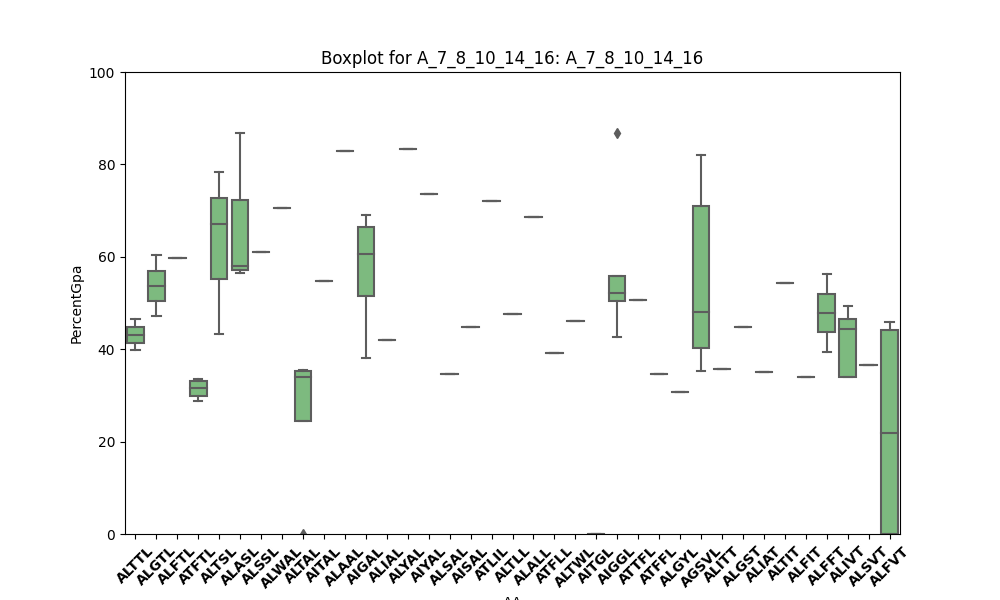 Boxplot for A_7_8_10_14_16: A_7_8_10_14_16
100
80
60
40
20
0
PercentGpa
ALTTL
ALGTL
ALFTL
ATFTL
ALTSL
ALASL
ALSSL
ALWAL
ALTAL
AITAL
ALAAL
AIGAL
ALIAL
ALYAL
AIYAL
ALSAL
AISAL
ATLIL
ALTLL
ALALL
ATFLL
ALTWL
AITGL
AIGGL
ATTFL
ATFFL
ALGYL
AGSVL
ALITT
ALGST
ALIAT
ALTIT
ALFIT
ALFFT
ALIVT
ALSVT
ALFVT